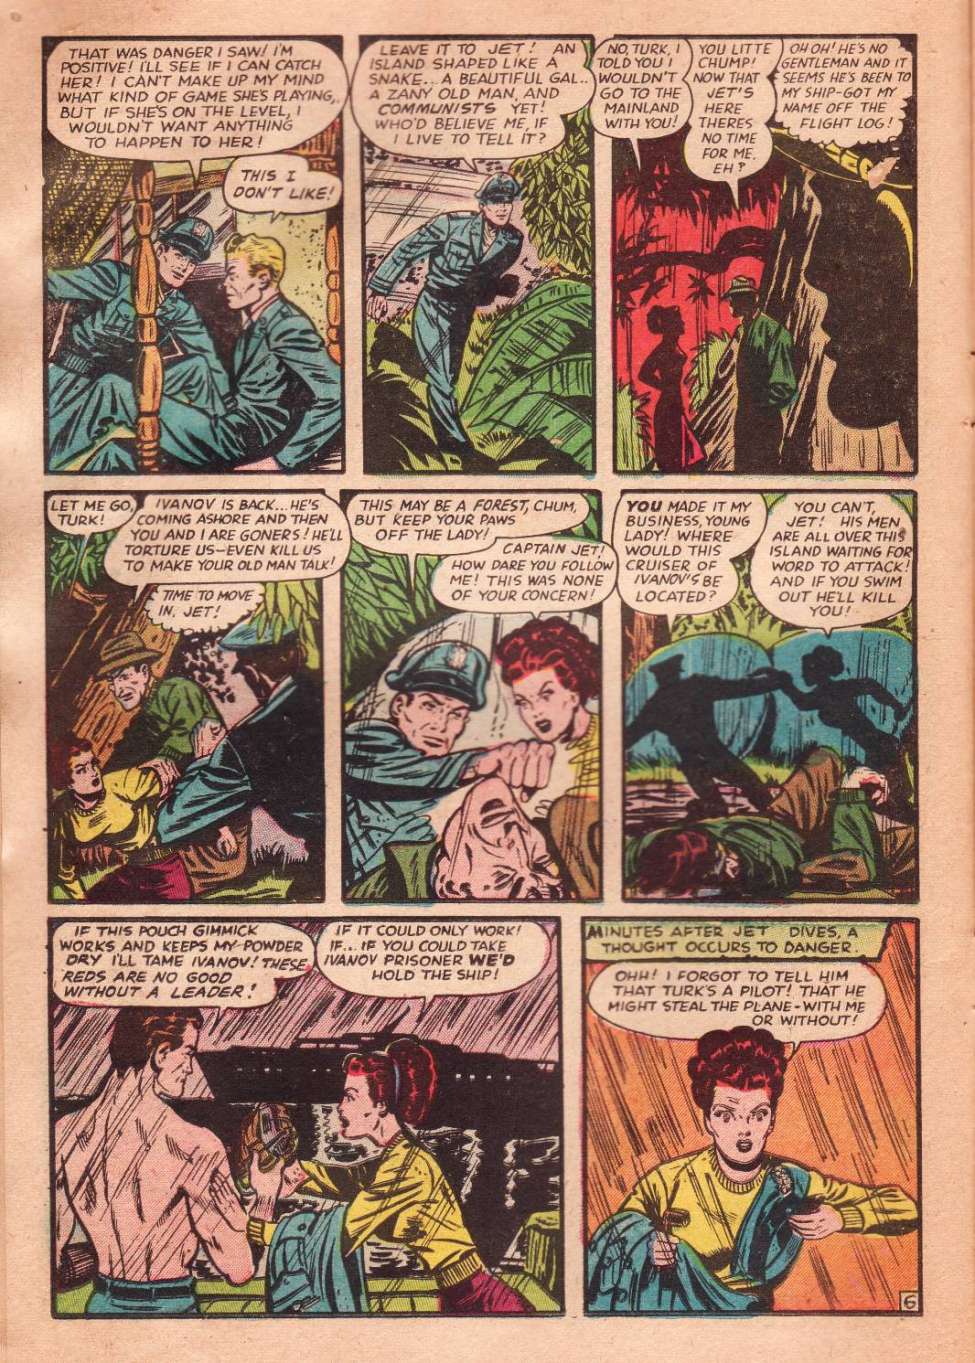 THAT WAS DANGER I SAW! I'M
POSITIVE! I'LL SEE IF I CAN CATCH
HER! I CAN'T MAKE UP MY MIND
WHAT KIND OF GAME SHE'S PLAYING,.
BUT IF SHE'S ON THE LEVEL, I
WOULDN'T WANT ANYTHING
TO HAPPEN TO HER!
THIS I
DON'T LIKE!
LEAVE IT TO JET! AN
ISLAND SHAPED LIKE A
SNAKE... A BEAUTIFUL GAL..
A ZANY OLD MAN, AND
COMMUNISTS YET!
WHO'D BELIEVE ME, IF
I LIVE TO TELL IT?
NO, TURK, I
TOLD YOU I
WOULDN'T
GO TO THE
MAINLAND
WITH YOU!
YOU LITTE
CHUMP!
NOW THAT
JET'S
HERE
THERES
NO TIME
FOR ME.
EH?
OH OH! HE'S NO
GENTLEMAN AND IT
SEEMS HE'S BEEN TO
MY SHIP-GOT MY
NAME OFF THE
FLIGHT LOG!
LET ME GO,
TURK!
IVANOV IS BACK...HE'S
COMING ASHORE AND THEN
YOU AND I ARE GONERS! HE'LL
TORTURE US-EVEN KILL US
TO MAKE YOUR OLD MAN TALK!
TIME TO MOVE
IN, JET!
THIS MAY BE A FOREST, CHUM,
BUT KEEP YOUR PAWS
OFF THE LADY!
CAPTAIN JET!
HOW DARE YOU FOLLOW
ME! THIS WAS NONE
OF YOUR CONCERN!
YOU MADE IT MY
BUSINESS, YOUNG
LADY! WHERE
WOULD THIS
CRUISER OF
IVANOV'S BE
LOCATED?
YOU CAN'T,
JET! HIS MEN
ARE ALL OVER THIS
ISLAND WAITING FOR
WORD TO ATTACK!
AND IF YOU SWIM
OUT HE'LL KILL
YOU!
IF THIS POUCH GIMMICK
WORKS AND KEEPS MY POWDER
DRY I'LL TAME IVANOV! THESE
REDS ARE NO GOOD
WITHOUT A LEADER!
IF IT COULD ONLY WORK!
IF... IF YOU COULD TAKE
IVANOV PRISONER WE'D
HOLD THE SHIP!
MINUTES AFTER JET DIVES, A
THOUGHT OCCURS TO DANGER.
OHH! I FORGOT TO TELL HIM
THAT TURK'S A PILOT! THAT HE
MIGHT STEAL THE PLANE-WITH ME
OR WITHOUT!
6